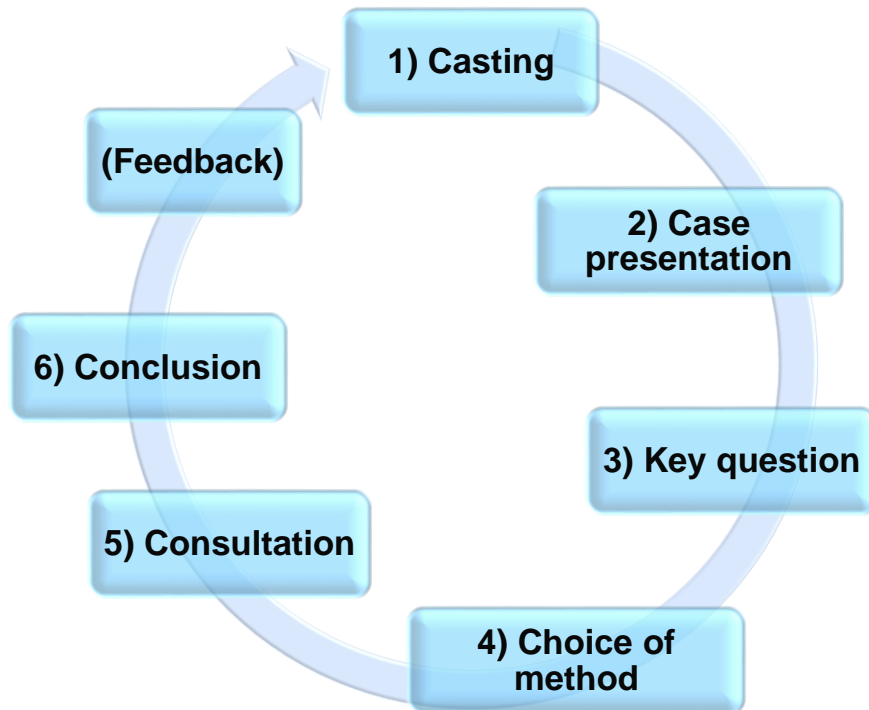 1) Casting
2) Case
presentation
3) Key question
4) Choice of
method
5) Consultation
6) Conclusion
(Feedback)